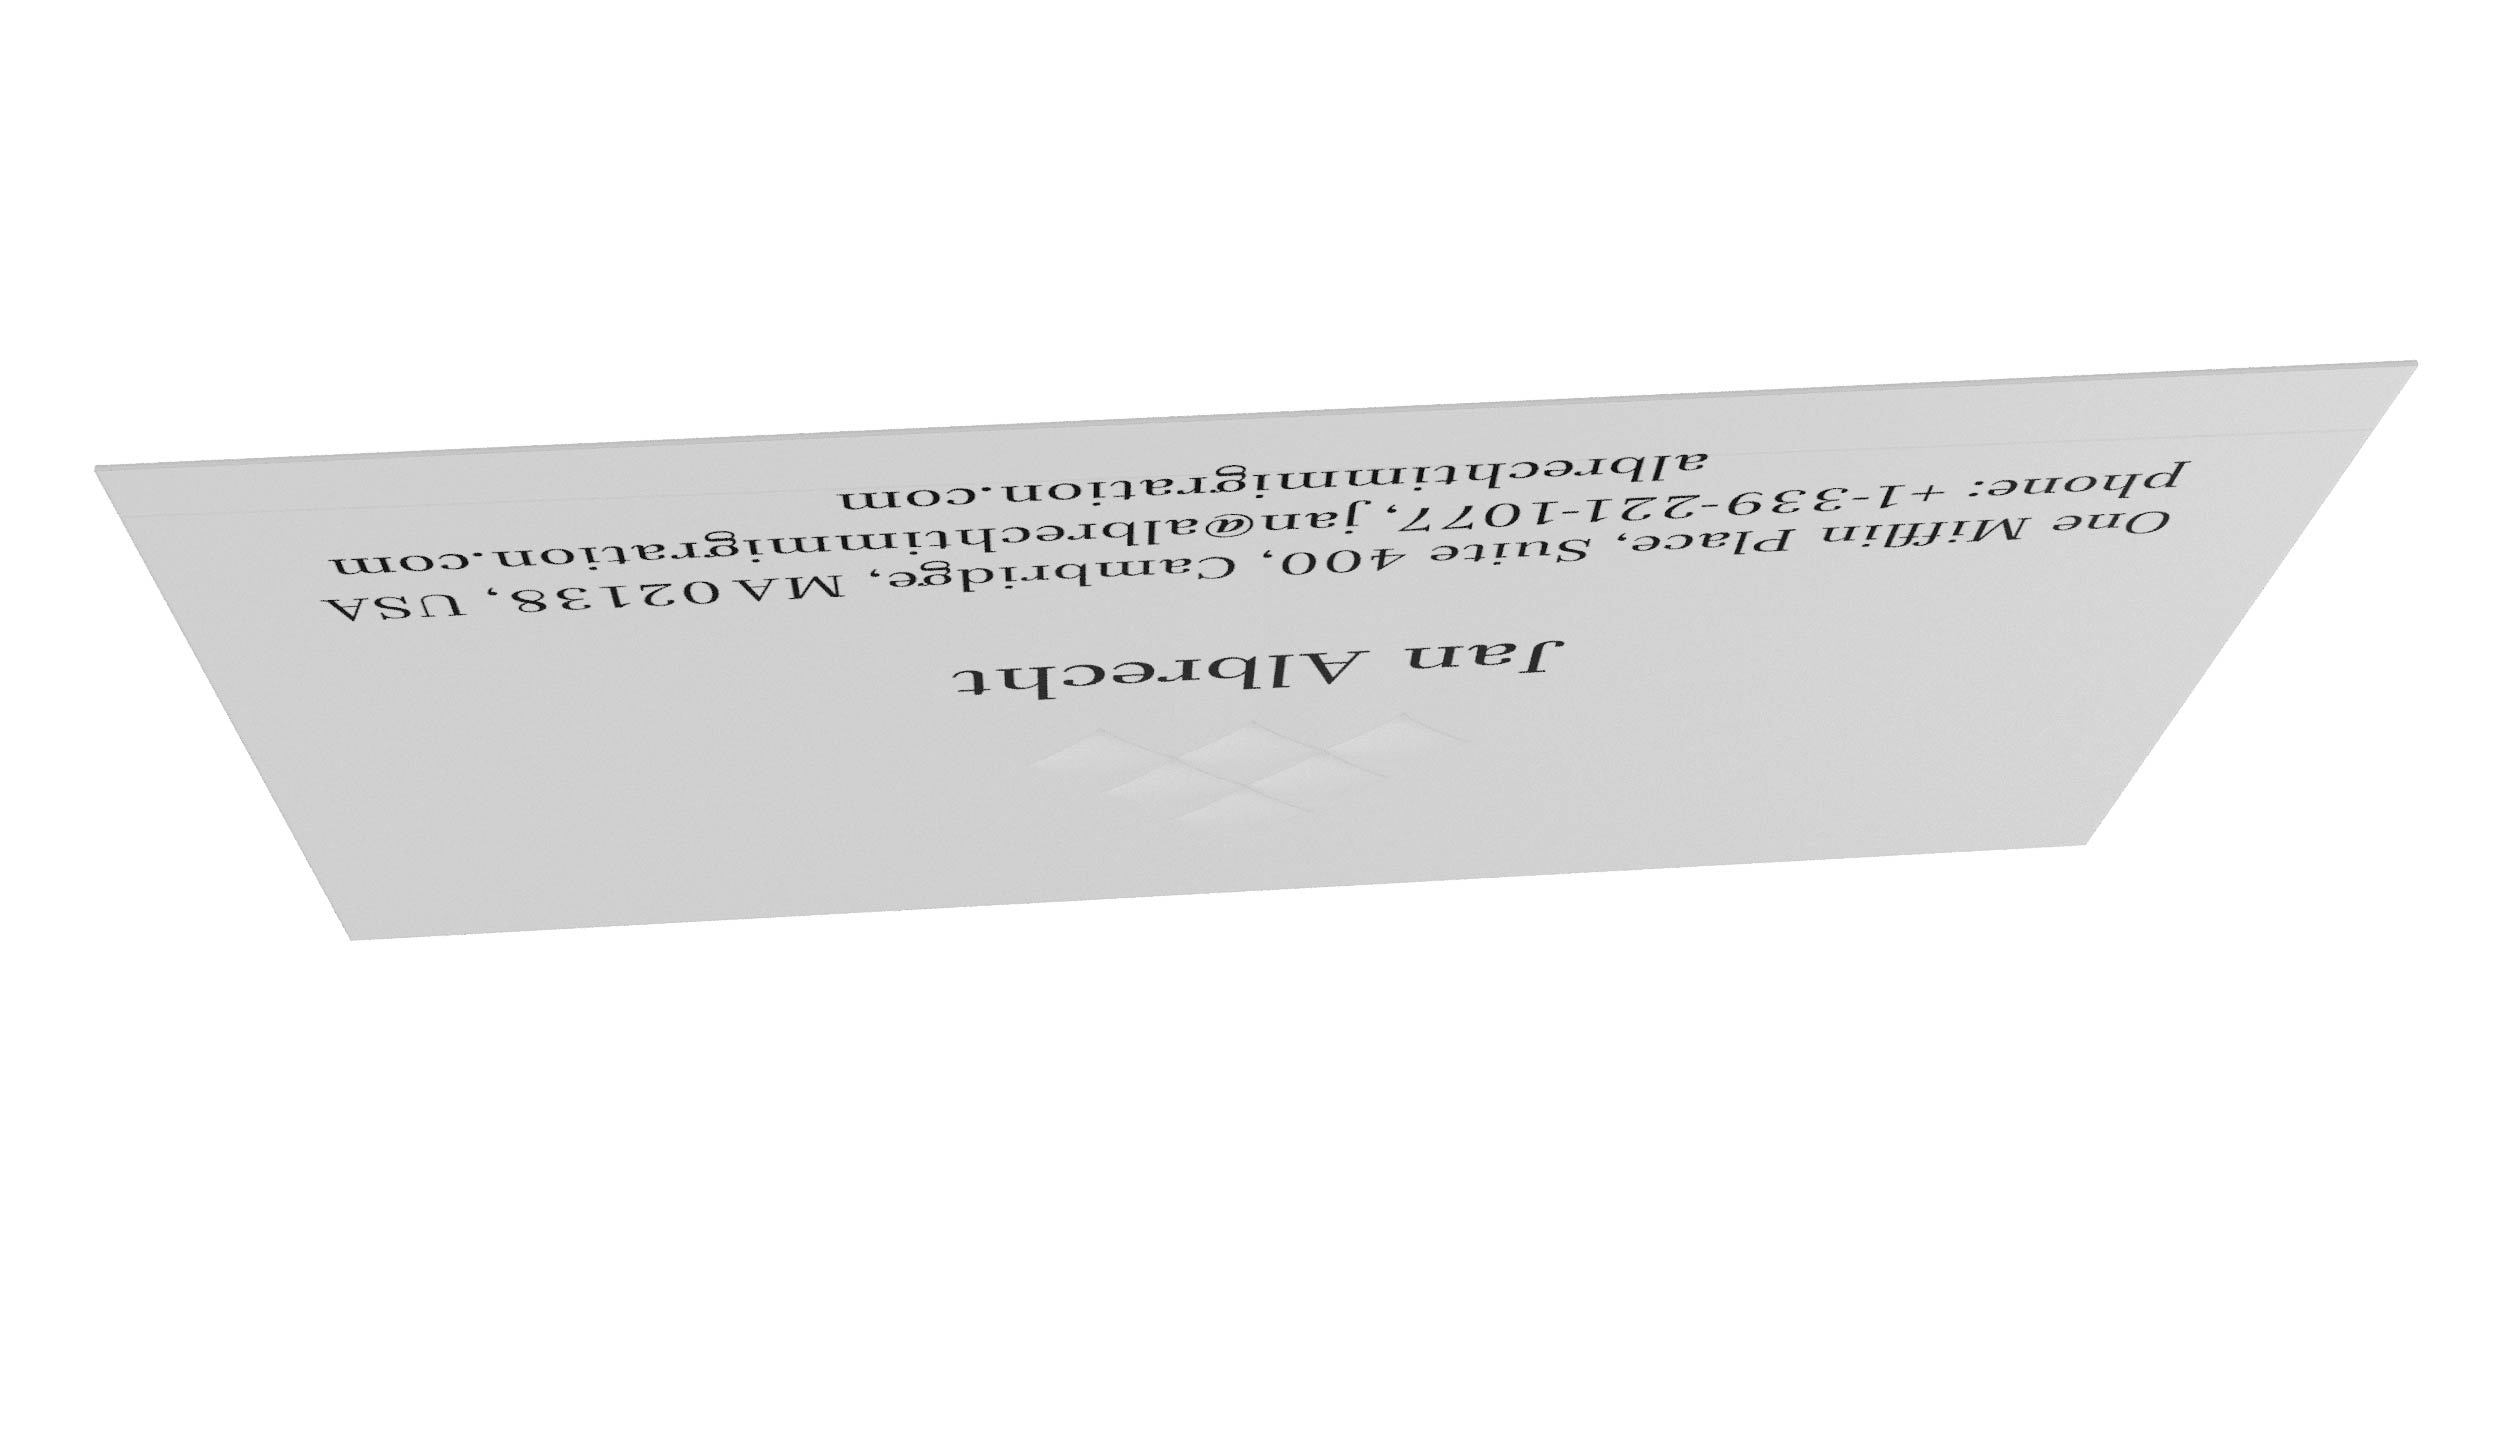 Jan Albrecht
One Mifflin Place, Suite 400, Cambridge, MA 02138, USA
phone: +1-339-221-1077, jan@albrechtimmigration.com
albrechtimmigration.com